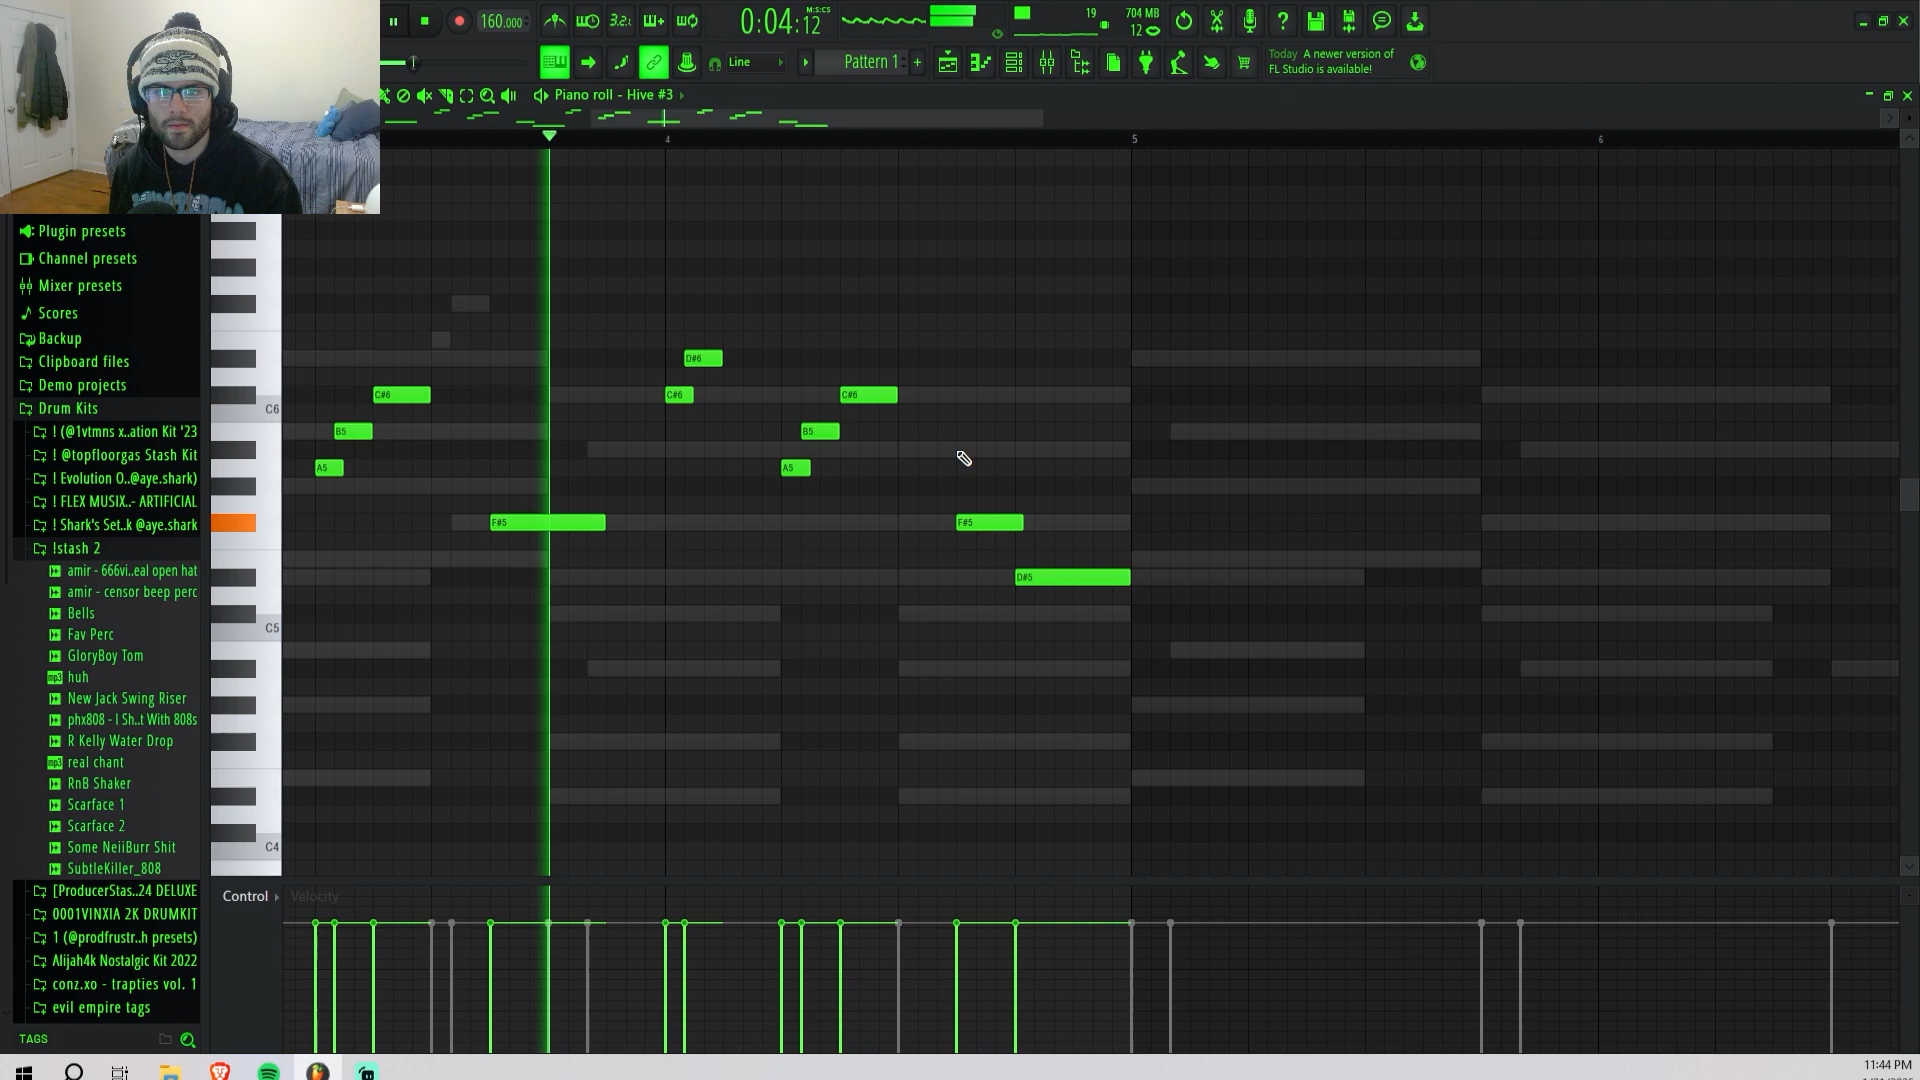 160.000
3.2.
0:04:12
M:S:CS
19
704 MB
12
Line
Pattern 1
Today A newer version of
FL Studio is available!
Piano roll - Hive #3
4
5
6
Plugin presets
Channel presets
Mixer presets
Scores
Backup
Clipboard files
Demo projects
Drum Kits
! (@1vtmns x..ation Kit '23
! @topfloorgas Stash Kit
! Evolution O..@aye.shark)
! FLEX MUSIX..- ARTIFICIAL
! Shark's Set..k @aye.shark
!stash 2
amir - 666vi..eal open hat
amir - censor beep perc
Bells
Fav Perc
GloryBoy Tom
mp3 huh
New Jack Swing Riser
phx808 - I Sh..t With 808s
R Kelly Water Drop
mp3 real chant
RnB Shaker
Scarface 1
Scarface 2
Some NeiiBurr Shit
SubtleKiller_808
[ProducerStas..24 DELUXE
0001VINXIA 2K DRUMKIT
1 (@prodfrustr..h presets)
Alijah4k Nostalgic Kit 2022
conz.xo - trapties vol. 1
evil empire tags
TAGS
C6
C5
C4
D#6
C#6
C#6
C#6
B5
B5
A5
A5
F#5
F#5
D#5
Control
Velocity
11:44 PM